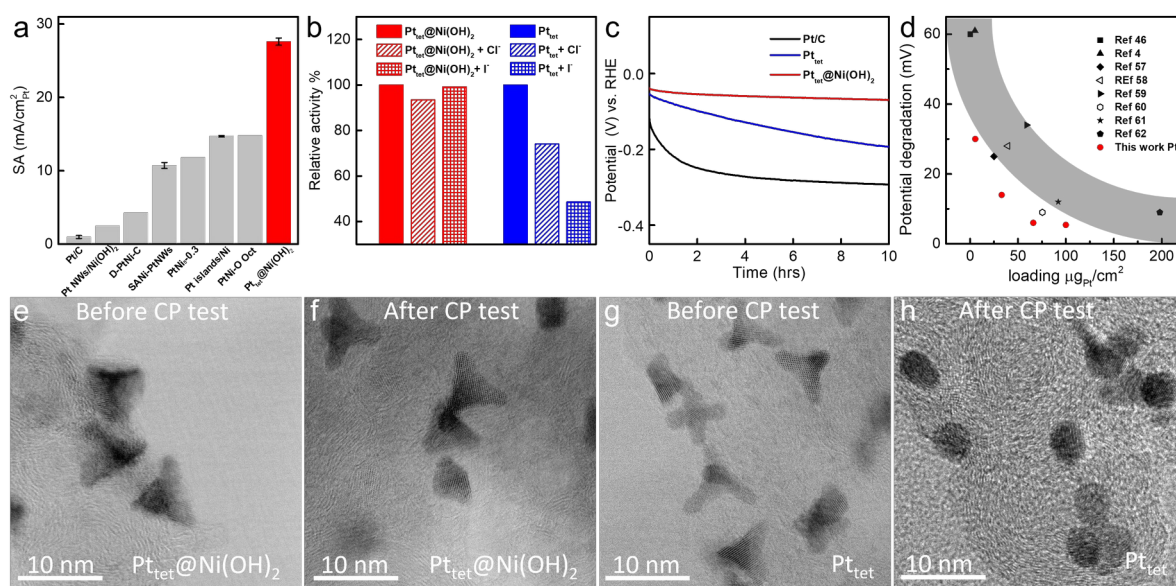 a
SA (mA/cm²Pt)
30
20
10
0
Pt/C
Pt NWs/Ni(OH)₂
D-PtNi-C
SANi-PtNWs
PtNiₙ-0.3
Pt islands/Ni
PtNi-O Oct
Pttet@Ni(OH)₂
b
Relative activity %
120
100
80
60
40
Pttet@Ni(OH)₂
Pttet@Ni(OH)₂ + Cl⁻
Pttet@Ni(OH)₂+ I⁻
Pttet
Pttet + Cl⁻
Pttet+ I⁻
c
Potential (V) vs. RHE
0.0
-0.2
-0.4
Pt/C
Pttet
Pttet@Ni(OH)₂
0 2 4 6 8 10
Time (hrs)
d
Potential degradation (mV)
60
40
20
0
Ref 46
Ref 4
Ref 57
REf 58
Ref 59
Ref 60
Ref 61
Ref 62
This work Pt
0 50 100 150 200
loading μgPt/cm²
e
Before CP test
10 nm
Pttet@Ni(OH)₂
f
After CP test
10 nm
Pttet@Ni(OH)₂
g
Before CP test
10 nm
Pttet
h
After CP test
10 nm
Pttet